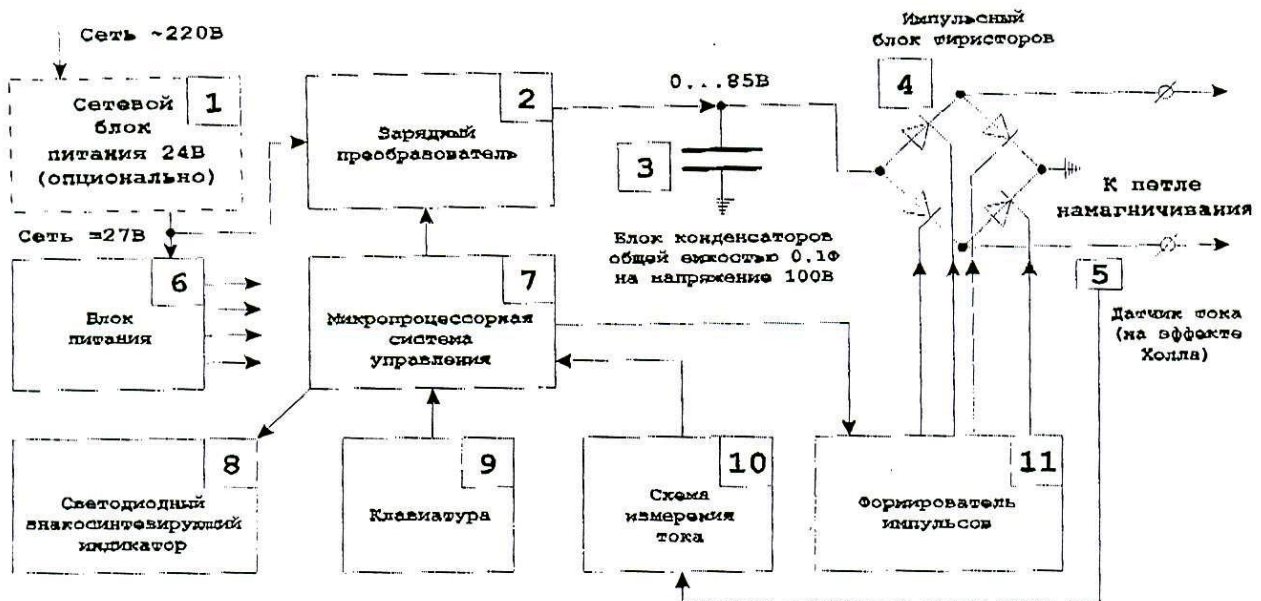 Сеть ~220В
1
Сетевой
блок
питания 24В
(опционально)
Сеть =27В
2
Зарядный
преобразователь
0...85В
3
Блок конденсаторов
общей емкостью 0.1Ф
на напряжение 100В
Импульсный
блок тиристоров
4
К петле
намагничивания
5
Датчик тока
(на эффекте
Холла)
6
Блок
питания
7
Микропроцессорная
система
управления
8
Светодиодный
знакосинтезирующий
индикатор
9
Клавиатура
10
Схема
измерения
тока
11
Формирователь
импульсов